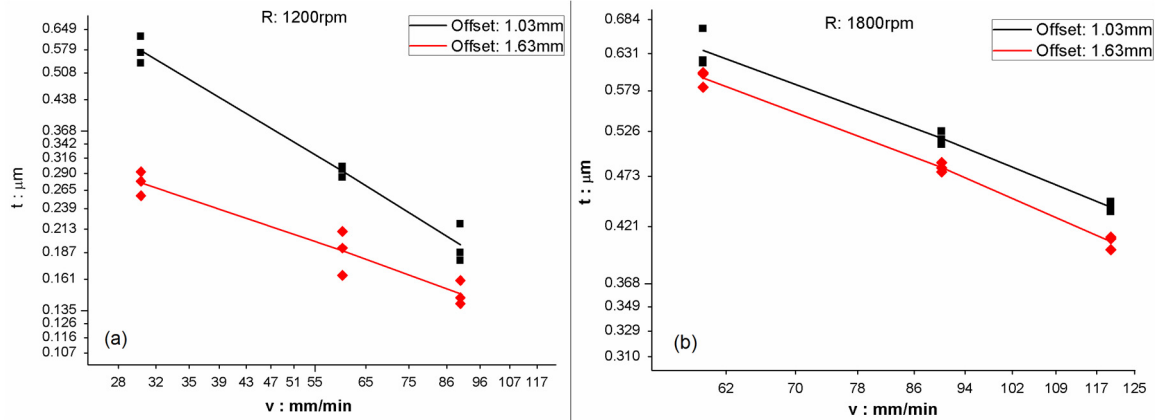 R: 1200rpm
Offset: 1.03mm
Offset: 1.63mm
0.649
0.579
0.508
0.438
0.368
0.342
0.316
0.290
0.265
0.239
0.213
0.187
0.161
0.135
0.126
0.116
0.107
t : μm
(a)
28 32 35 39 43 47 51 55 65 75 86 96 107 117
v : mm/min
R: 1800rpm
Offset: 1.03mm
Offset: 1.63mm
0.684
0.631
0.579
0.526
0.473
0.421
0.368
0.349
0.329
0.310
t : μm
(b)
62 70 78 86 94 102 109 117 125
v : mm/min